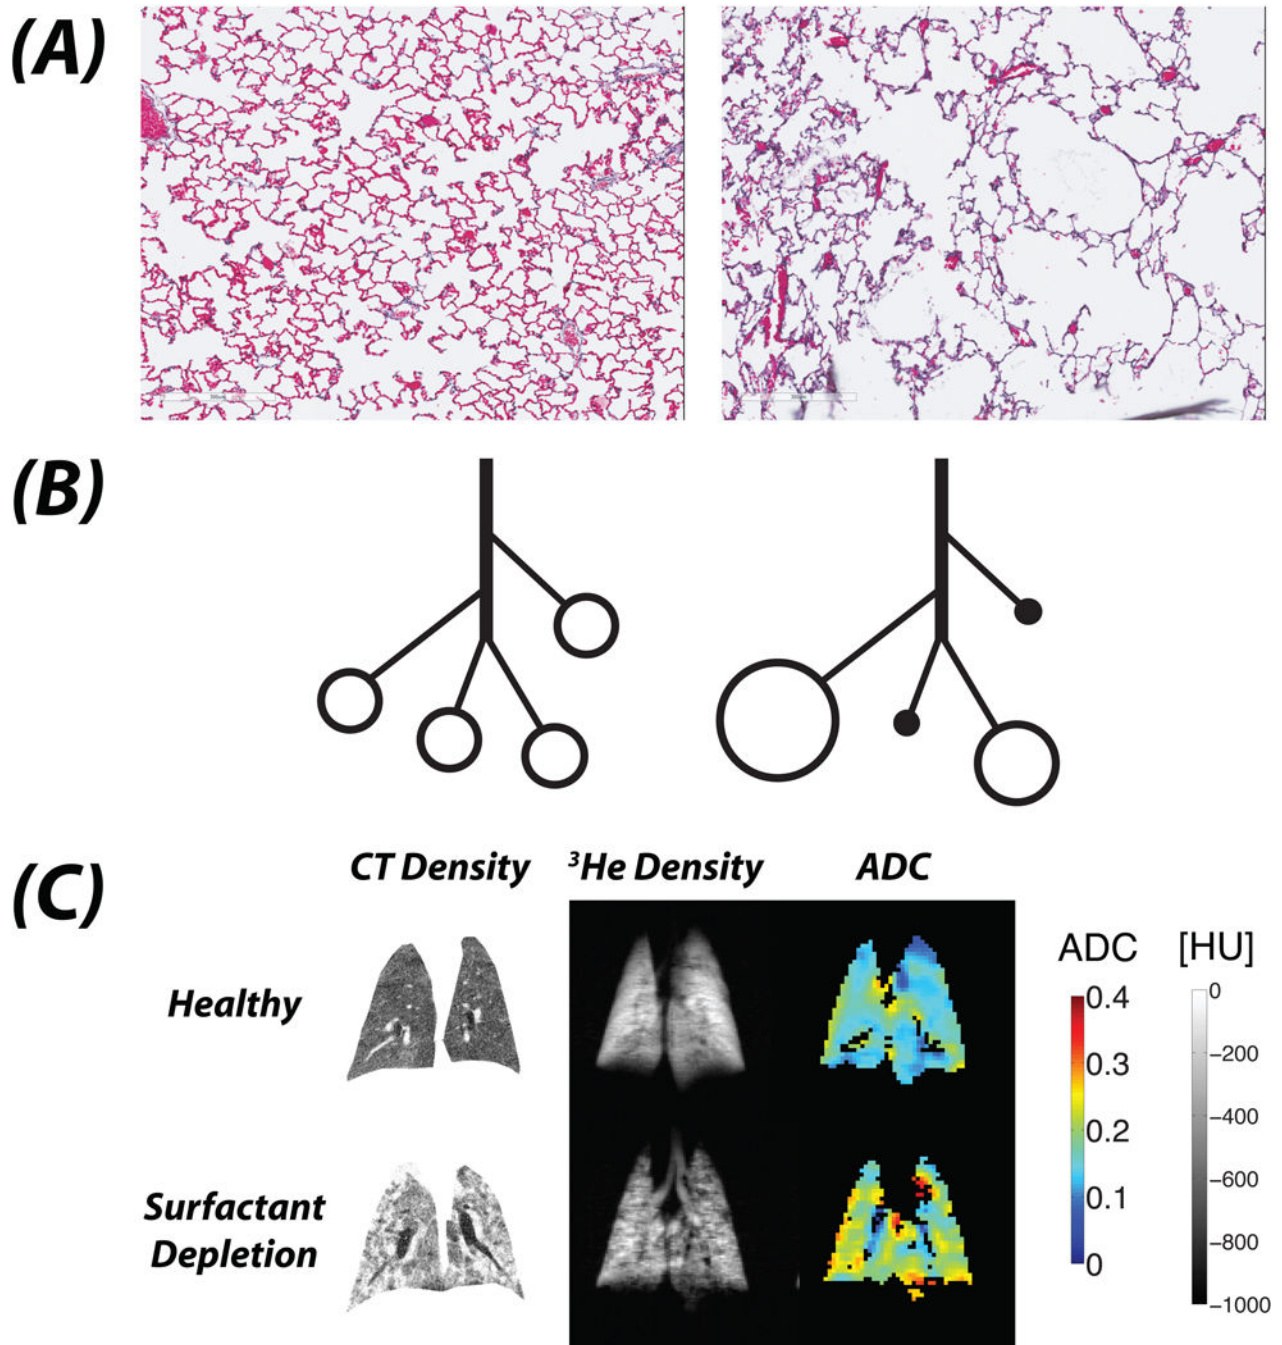 (A)
(B)
(C)
CT Density
³He Density
ADC
Healthy
Surfactant
Depletion
ADC
0.4
0.3
0.2
0.1
0
[HU]
0
−200
−400
−600
−800
−1000